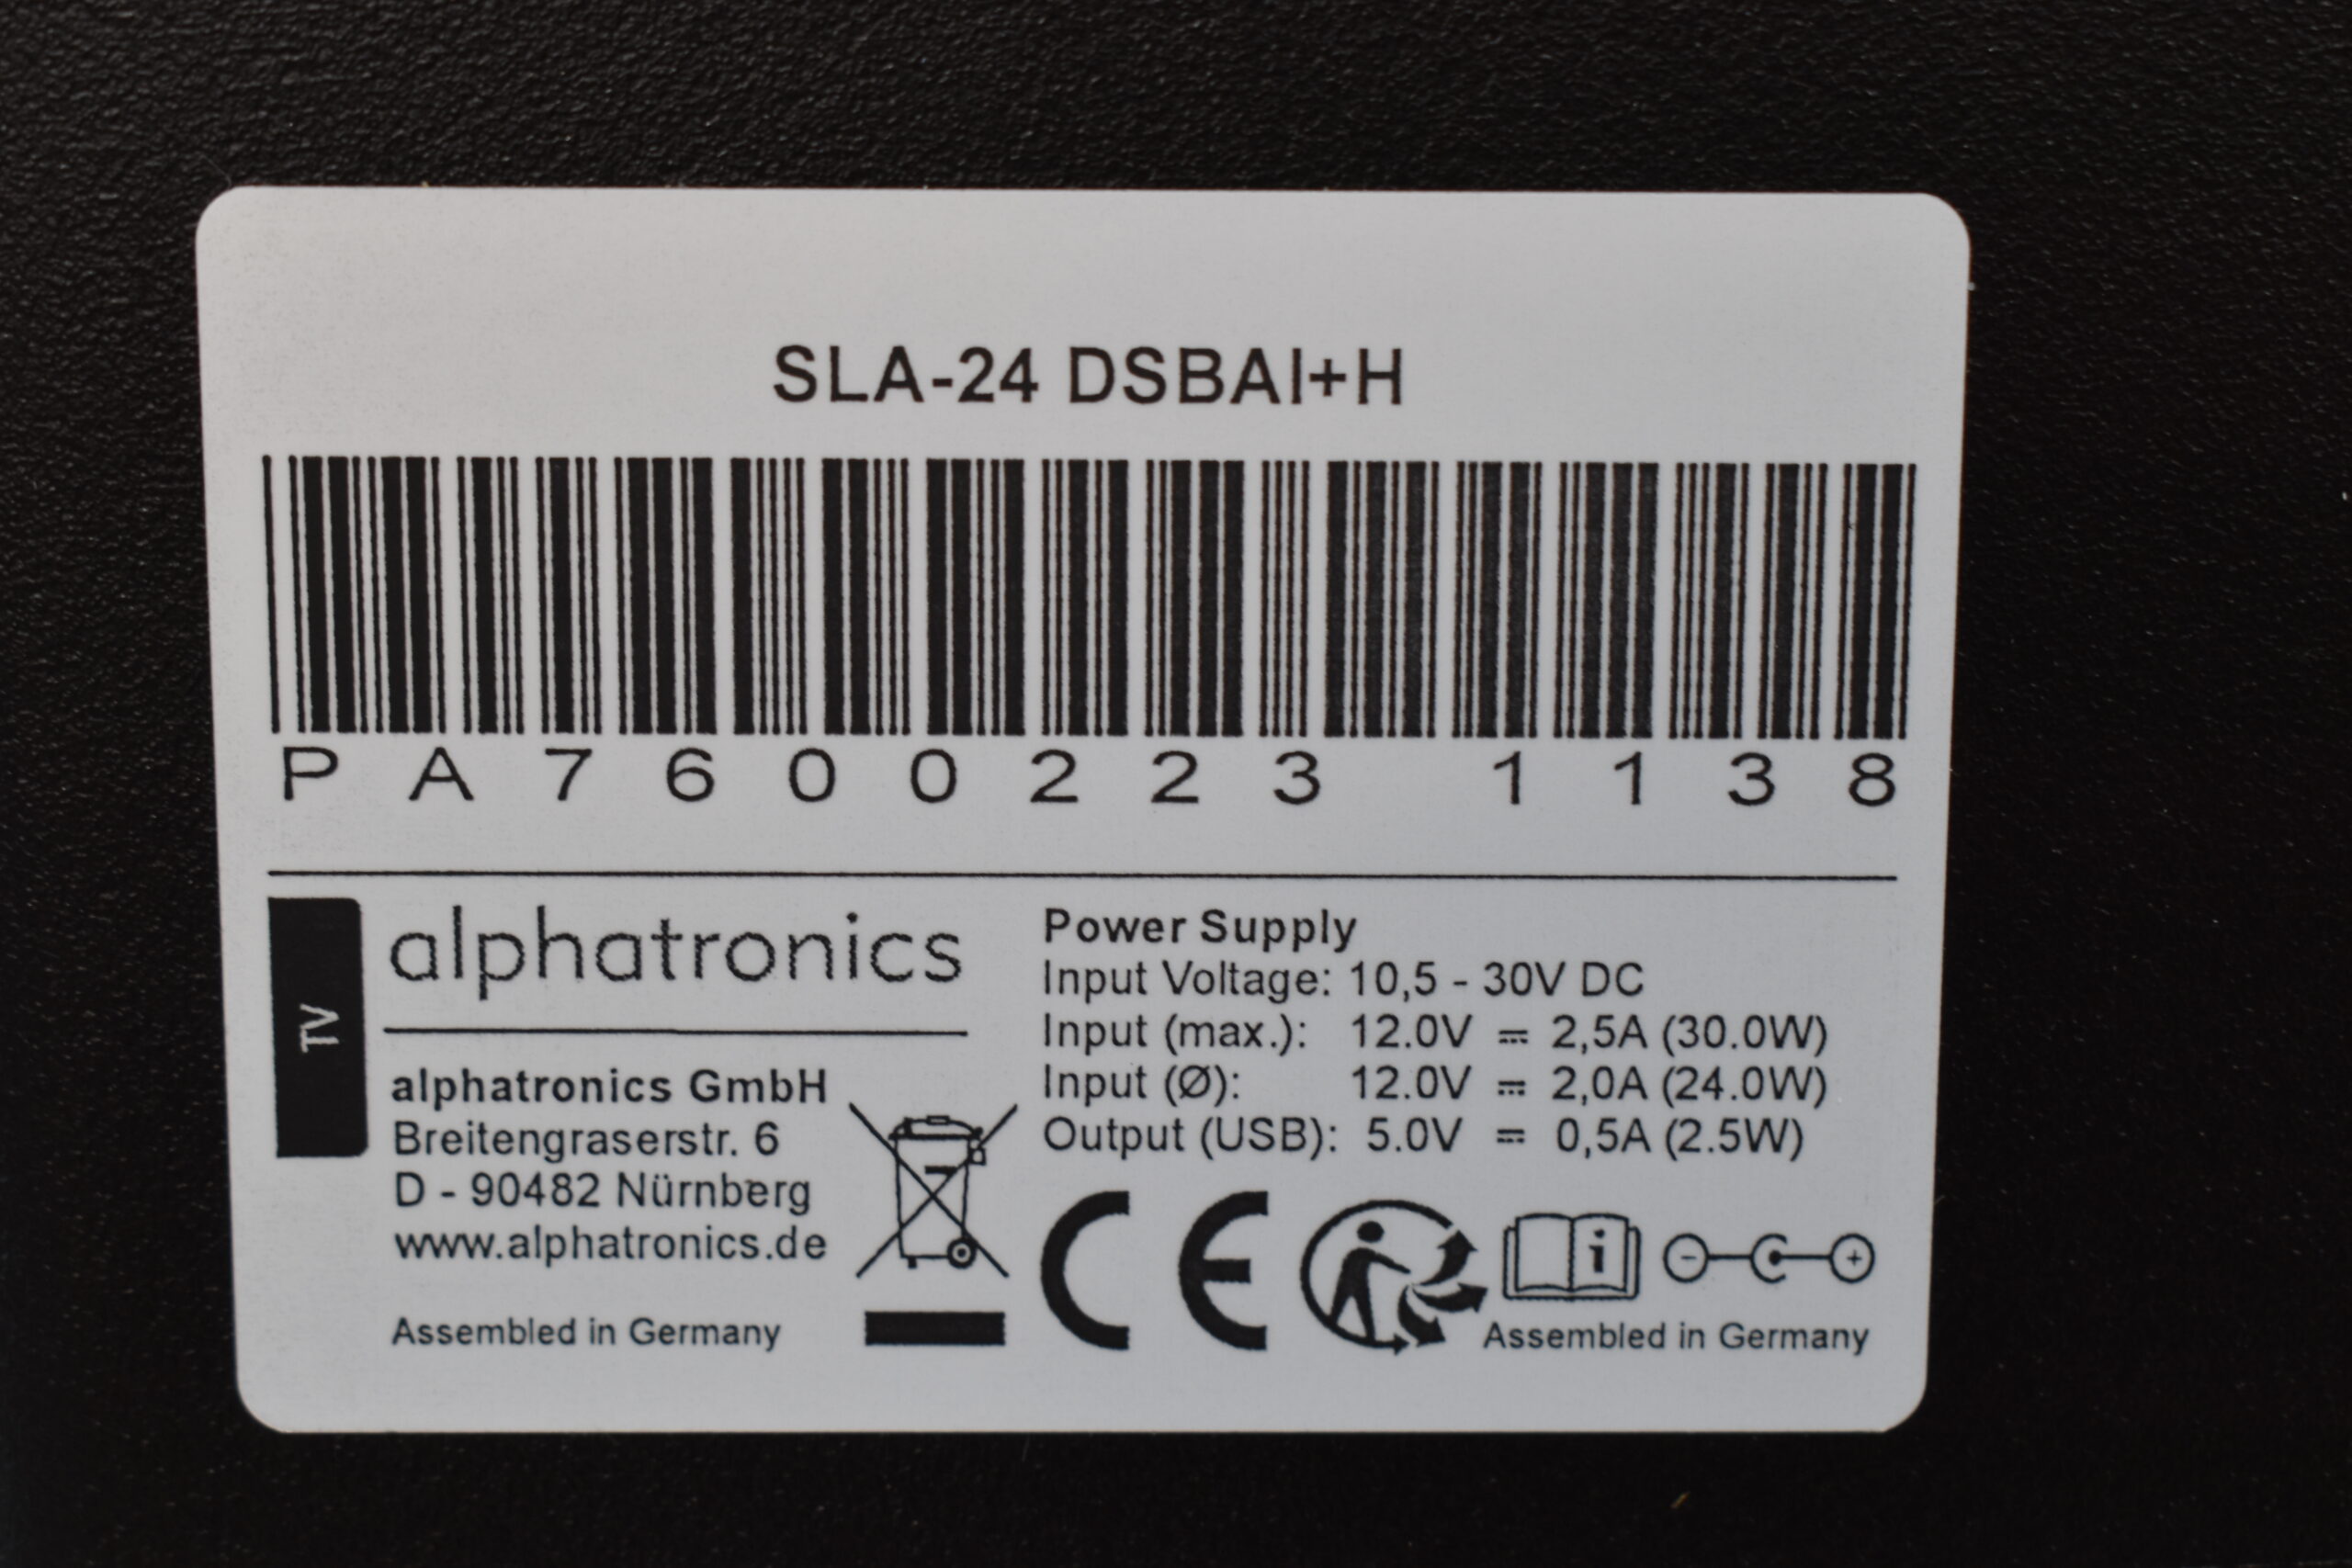 SLA-24 DSBAI+H
PA7600223 1138
TV
alphatronics
alphatronics GmbH
Breitengraserstr. 6
D - 90482 Nürnberg
www.alphatronics.de
Assembled in Germany
Power Supply
Input Voltage: 10,5 - 30V DC
Input (max.): 12.0V ⎓ 2,5A (30.0W)
Input (Ø): 12.0V ⎓ 2,0A (24.0W)
Output (USB): 5.0V ⎓ 0,5A (2.5W)
CE
Assembled in Germany